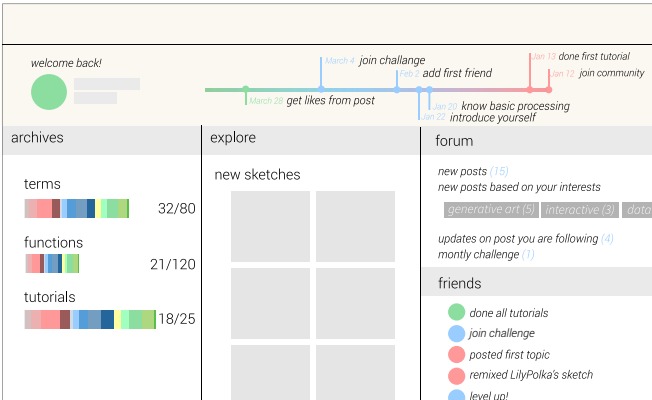 welcome back!
March 4 join challange
Jan 13 done first tutorial
Feb 2 add first friend
Jan 12 join community
March 28 get likes from post
Jan 20 know basic processing
Jan 22 introduce yourself
archives
explore
forum
terms
32/80
functions
21/120
tutorials
18/25
new sketches
new posts (15)
new posts based on your interests
generative art (5) interactive (3) data
updates on post you are following (4)
montly challenge (1)
friends
done all tutorials
join challenge
posted first topic
remixed LilyPolka's sketch
level up!